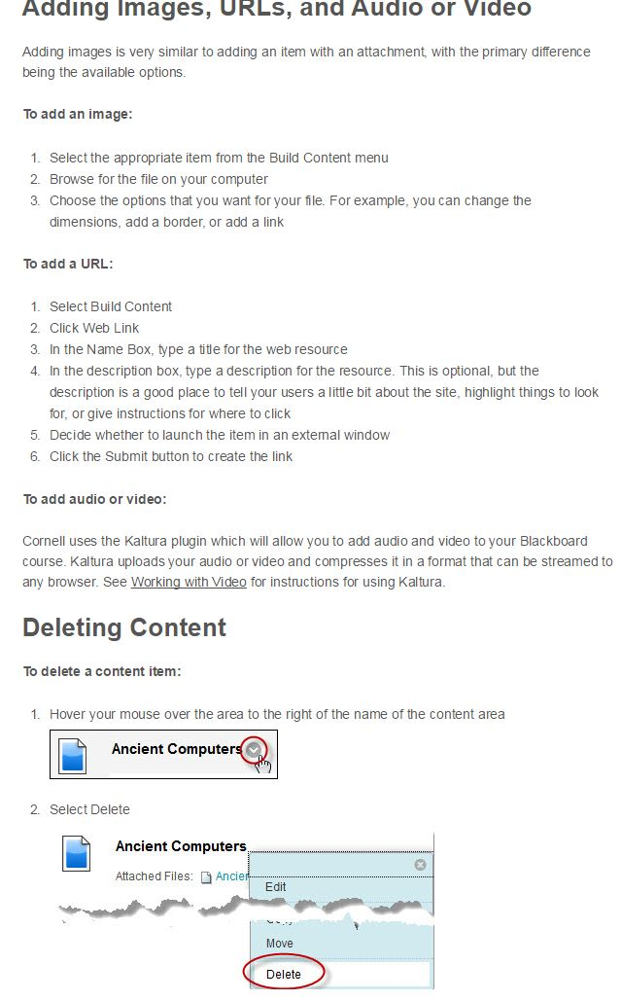 Adding Images, URLs, and Audio or Video
Adding images is very similar to adding an item with an attachment, with the primary difference
being the available options.
To add an image:
1. Select the appropriate item from the Build Content menu
2. Browse for the file on your computer
3. Choose the options that you want for your file. For example, you can change the
dimensions, add a border, or add a link
To add a URL:
1. Select Build Content
2. Click Web Link
3. In the Name Box, type a title for the web resource
4. In the description box, type a description for the resource. This is optional, but the
description is a good place to tell your users a little bit about the site, highlight things to look
for, or give instructions for where to click
5. Decide whether to launch the item in an external window
6. Click the Submit button to create the link
To add audio or video:
Cornell uses the Kaltura plugin which will allow you to add audio and video to your Blackboard
course. Kaltura uploads your audio or video and compresses it in a format that can be streamed to
any browser. See Working with Video for instructions for using Kaltura.
Deleting Content
To delete a content item:
1. Hover your mouse over the area to the right of the name of the content area
Ancient Computers
2. Select Delete
Ancient Computers
Attached Files: Ancier
Edit
Move
Delete